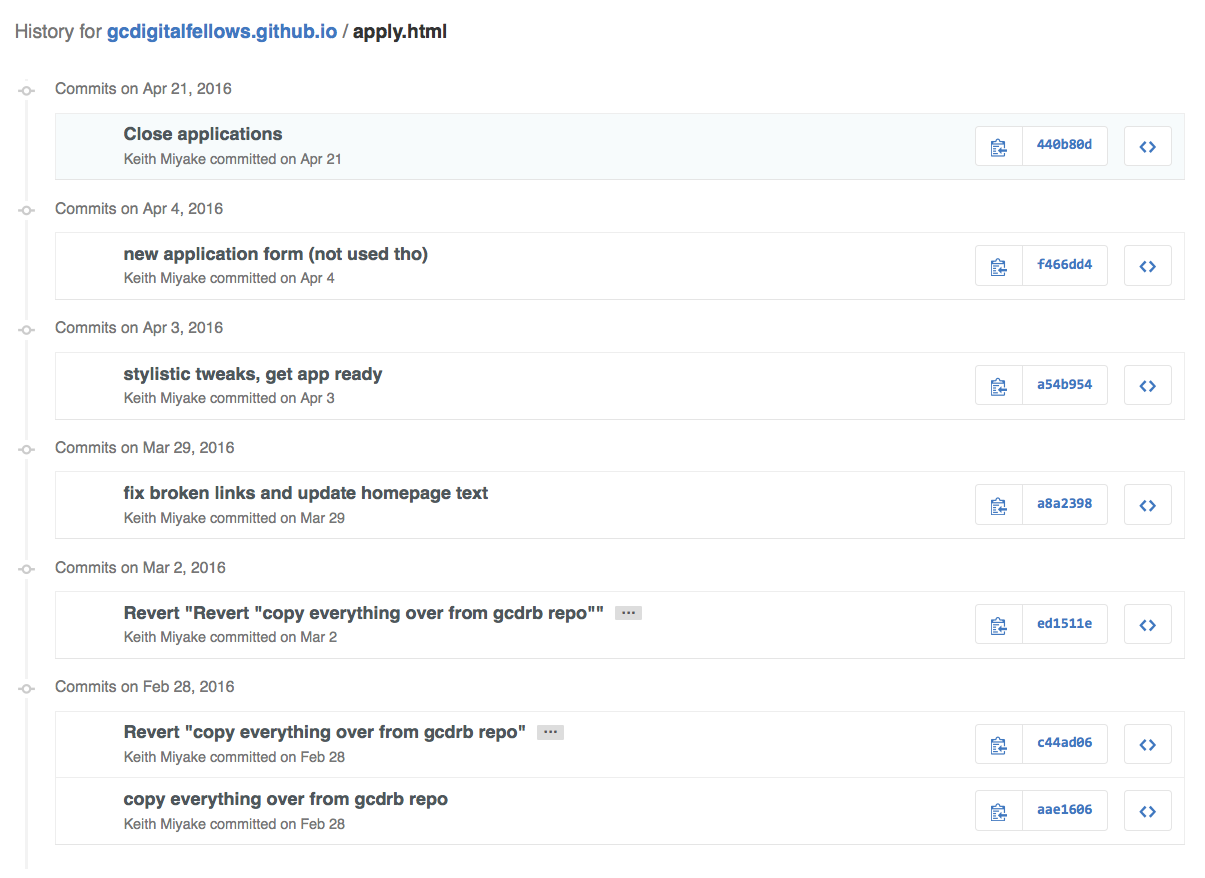 History for gcdigitalfellows.github.io / apply.html
Commits on Apr 21, 2016
Close applications
Keith Miyake committed on Apr 21
440b80d
Commits on Apr 4, 2016
new application form (not used tho)
Keith Miyake committed on Apr 4
f466dd4
Commits on Apr 3, 2016
stylistic tweaks, get app ready
Keith Miyake committed on Apr 3
a54b954
Commits on Mar 29, 2016
fix broken links and update homepage text
Keith Miyake committed on Mar 29
a8a2398
Commits on Mar 2, 2016
Revert "Revert "copy everything over from gcdrb repo"" …
Keith Miyake committed on Mar 2
ed1511e
Commits on Feb 28, 2016
Revert "copy everything over from gcdrb repo" …
Keith Miyake committed on Feb 28
c44ad06
copy everything over from gcdrb repo
Keith Miyake committed on Feb 28
aae1606